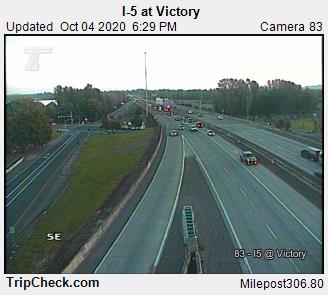 I-5 at Victory
Updated Oct 04 2020 6:29 PM Camera 83
Tr
SE
83 - I5 @ Victory
TripCheck.com Milepost306.80